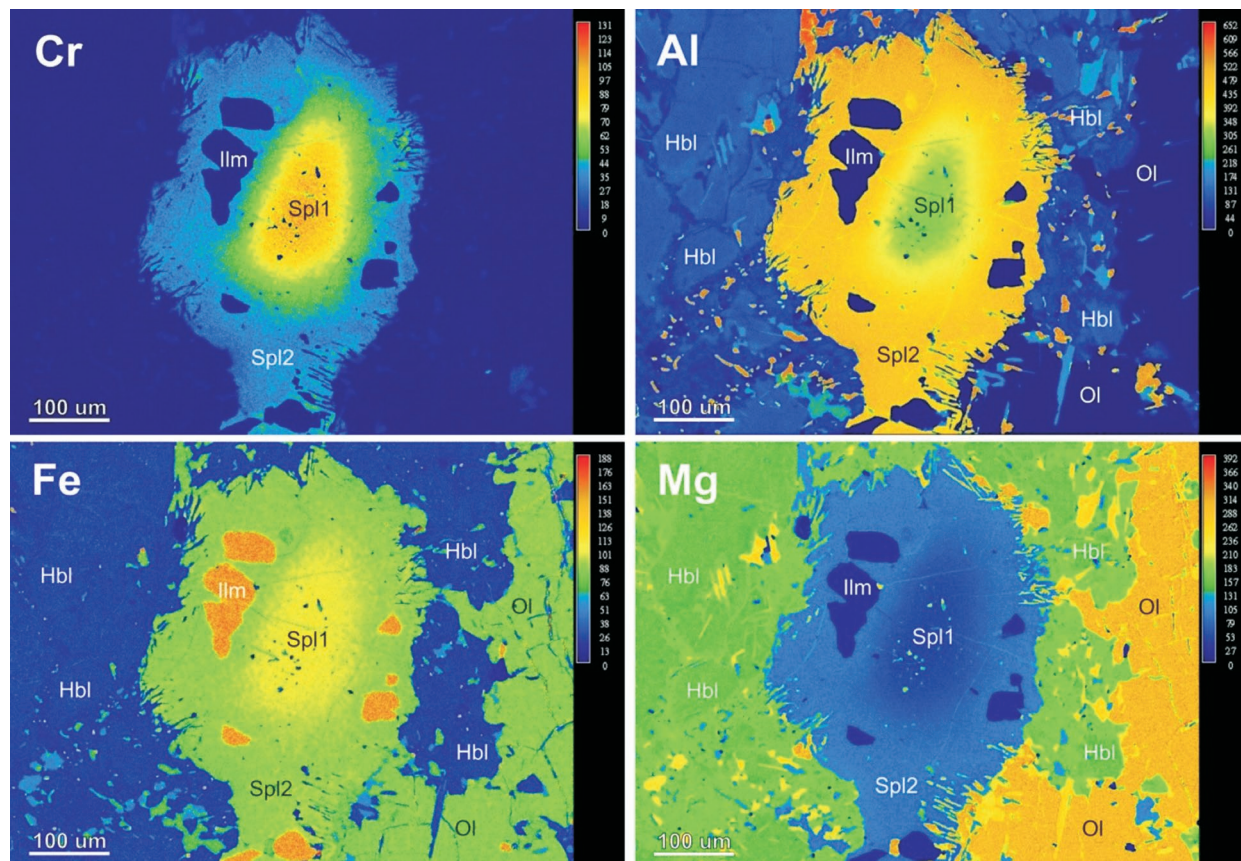 Cr
Ilm
Spl1
Spl2
100 um
131
123
114
105
97
88
79
70
62
53
44
35
27
18
9
0
Al
Hbl
Hbl
Ilm
Spl1
Hbl
Ol
Hbl
Spl2
Ol
100 um
652
609
566
522
479
435
392
348
305
261
218
174
131
87
44
0
Fe
Hbl
Ilm
Hbl
Spl1
Ol
Hbl
Hbl
Spl2
Ol
100 um
188
176
163
151
138
126
113
101
88
76
63
51
38
26
13
0
Mg
Hbl
Ilm
Hbl
Spl1
Ol
Hbl
Hbl
Spl2
Ol
100 um
392
366
340
314
288
262
236
210
183
157
131
105
79
53
27
0